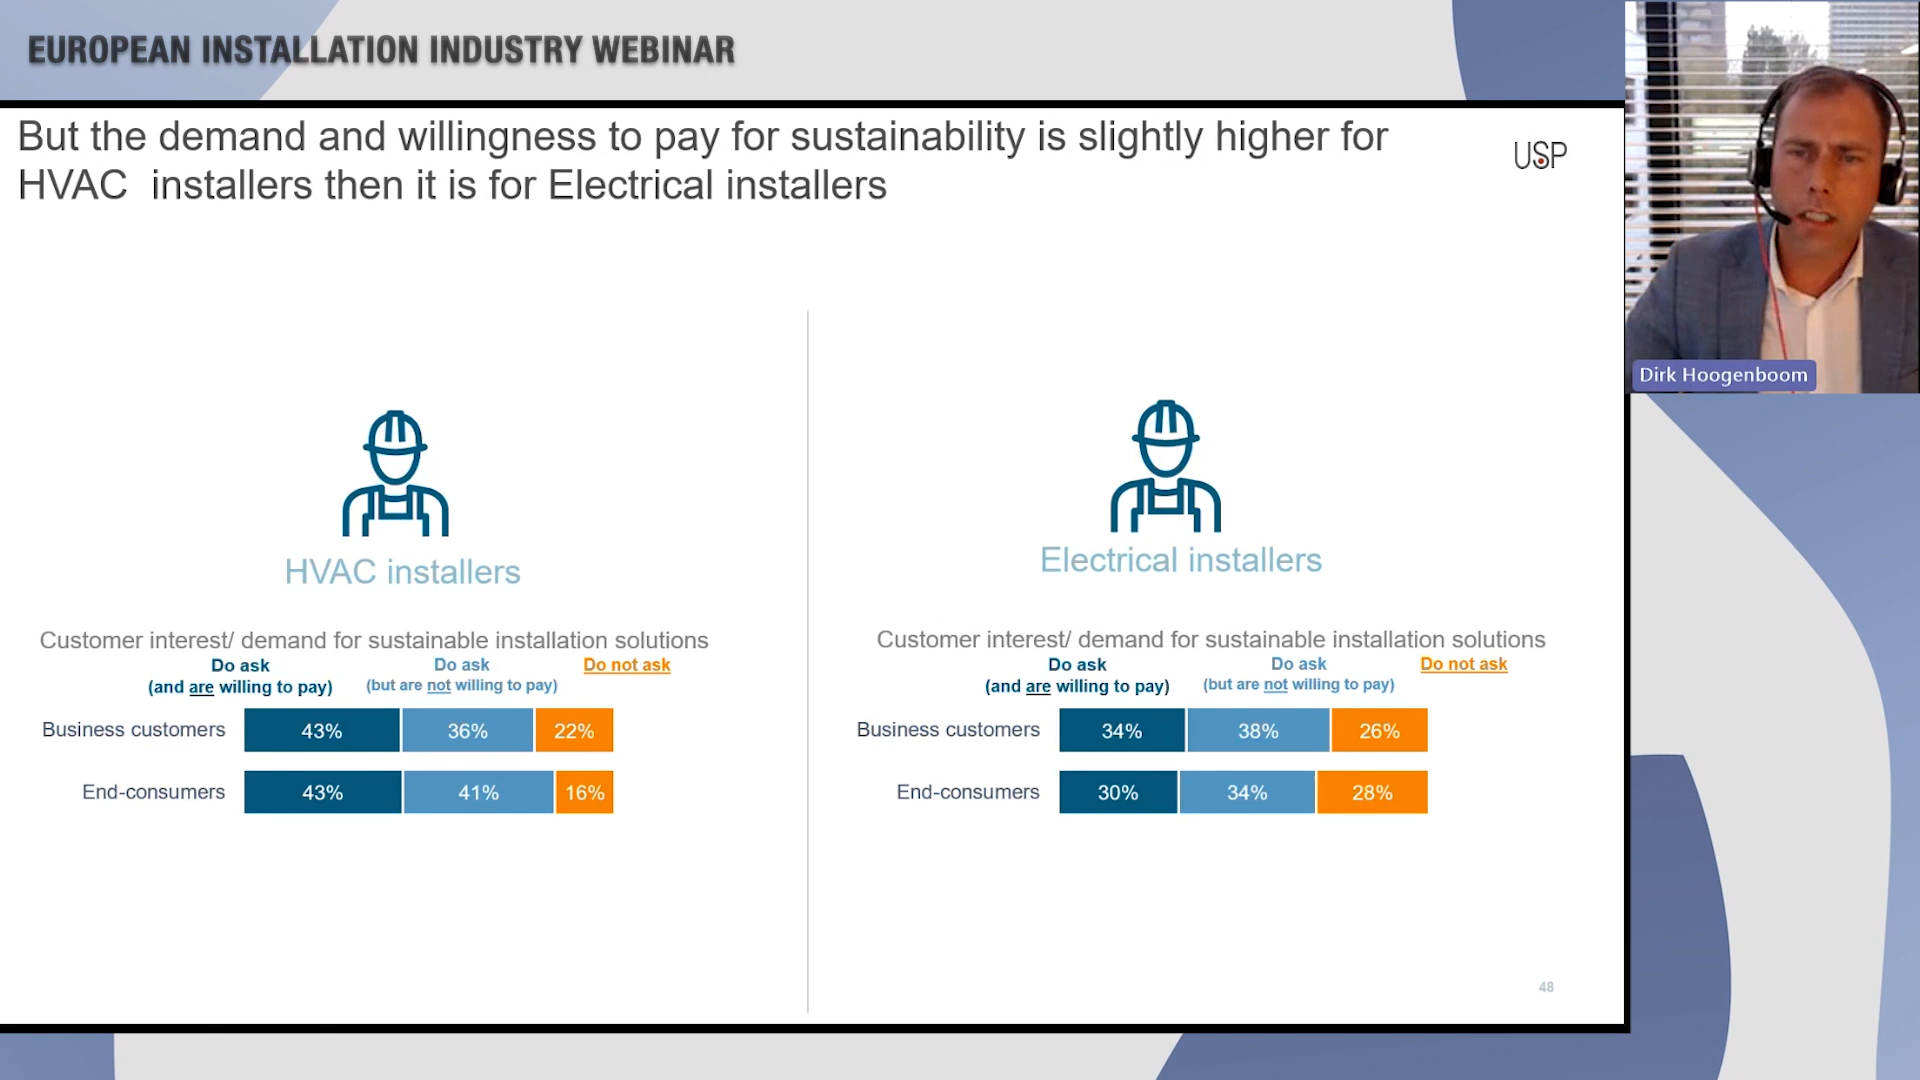 EUROPEAN INSTALLATION INDUSTRY WEBINAR
But the demand and willingness to pay for sustainability is slightly higher for
HVAC  installers then it is for Electrical installers
USP
Dirk Hoogenboom
HVAC installers
Customer interest/ demand for sustainable installation solutions
Do ask
(and are willing to pay)
Do ask
(but are not willing to pay)
Do not ask
Business customers 43% 36% 22%
End-consumers 43% 41% 16%
Electrical installers
Customer interest/ demand for sustainable installation solutions
Do ask
(and are willing to pay)
Do ask
(but are not willing to pay)
Do not ask
Business customers 34% 38% 26%
End-consumers 30% 34% 28%
48